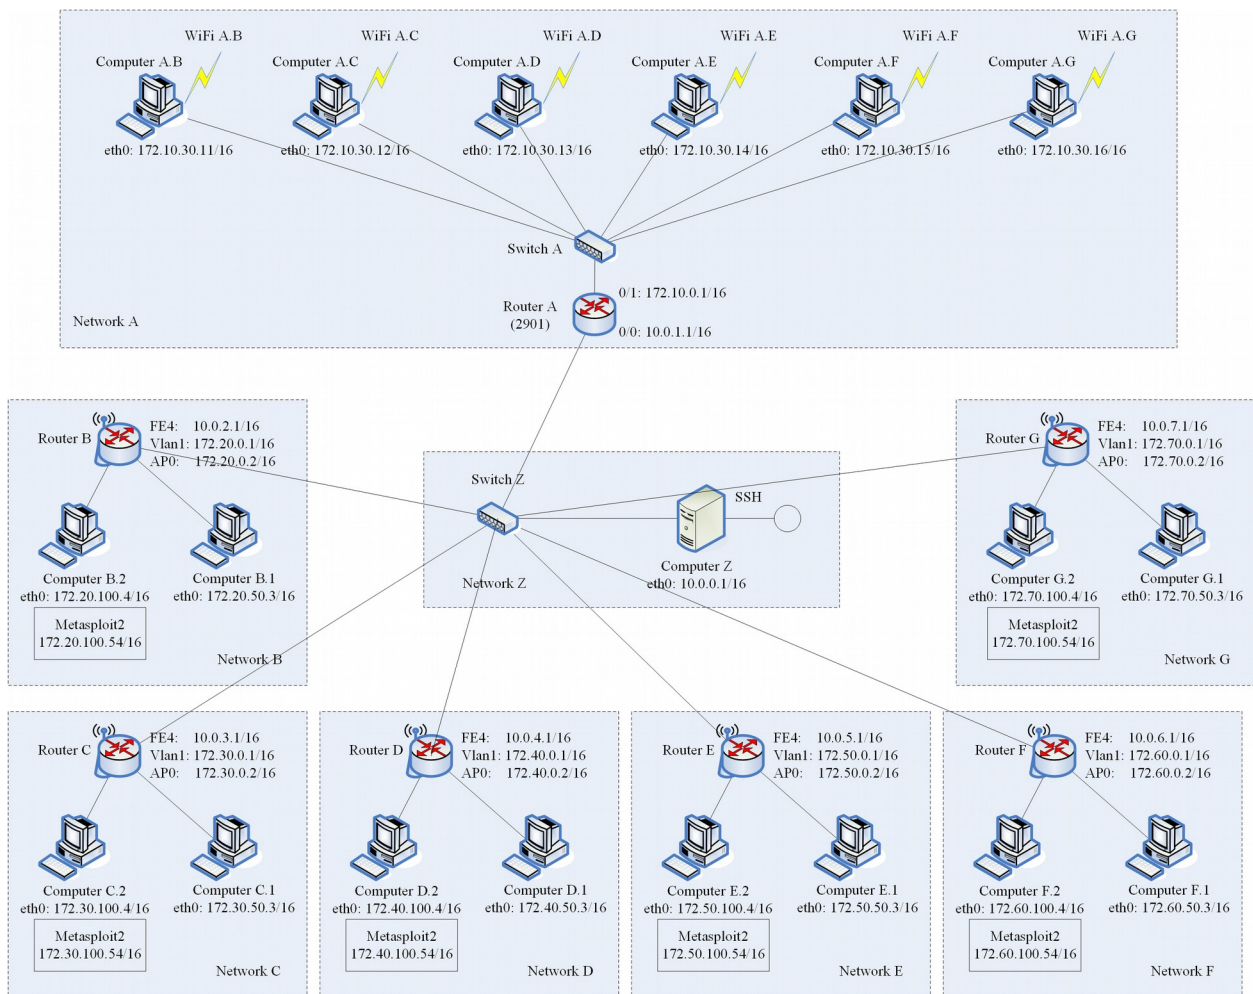 WiFi A.B
WiFi A.C
WiFi A.D
WiFi A.E
WiFi A.F
WiFi A.G
Computer A.B
Computer A.C
Computer A.D
Computer A.E
Computer A.F
Computer A.G
eth0: 172.10.30.11/16
eth0: 172.10.30.12/16
eth0: 172.10.30.13/16
eth0: 172.10.30.14/16
eth0: 172.10.30.15/16
eth0: 172.10.30.16/16
Switch A
Router A
(2901)
0/1: 172.10.0.1/16
0/0: 10.0.1.1/16
Network A
Router B
FE4: 10.0.2.1/16
Vlan1: 172.20.0.1/16
AP0: 172.20.0.2/16
Computer B.2
eth0: 172.20.100.4/16
Computer B.1
eth0: 172.20.50.3/16
Metasploit2
172.20.100.54/16
Network B
Switch Z
SSH
Computer Z
eth0: 10.0.0.1/16
Network Z
Router G
FE4: 10.0.7.1/16
Vlan1: 172.70.0.1/16
AP0: 172.70.0.2/16
Computer G.2
eth0: 172.70.100.4/16
Computer G.1
eth0: 172.70.50.3/16
Metasploit2
172.70.100.54/16
Network G
Router C
FE4: 10.0.3.1/16
Vlan1: 172.30.0.1/16
AP0: 172.30.0.2/16
Computer C.2
eth0: 172.30.100.4/16
Computer C.1
eth0: 172.30.50.3/16
Metasploit2
172.30.100.54/16
Network C
Router D
FE4: 10.0.4.1/16
Vlan1: 172.40.0.1/16
AP0: 172.40.0.2/16
Computer D.2
eth0: 172.40.100.4/16
Computer D.1
eth0: 172.40.50.3/16
Metasploit2
172.40.100.54/16
Network D
Router E
FE4: 10.0.5.1/16
Vlan1: 172.50.0.1/16
AP0: 172.50.0.2/16
Computer E.2
eth0: 172.50.100.4/16
Computer E.1
eth0: 172.50.50.3/16
Metasploit2
172.50.100.54/16
Network E
Router F
FE4: 10.0.6.1/16
Vlan1: 172.60.0.1/16
AP0: 172.60.0.2/16
Computer F.2
eth0: 172.60.100.4/16
Computer F.1
eth0: 172.60.50.3/16
Metasploit2
172.60.100.54/16
Network F